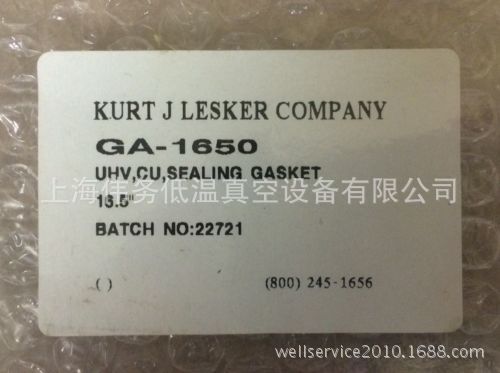 KURT J LESKER COMPANY
GA-1650
UHV,CU,SEALING GASKET
上海佳务低温真空设备有限公司
16.5"
BATCH NO:22721
( ) (800) 245-1656
wellservice2010.1688.com